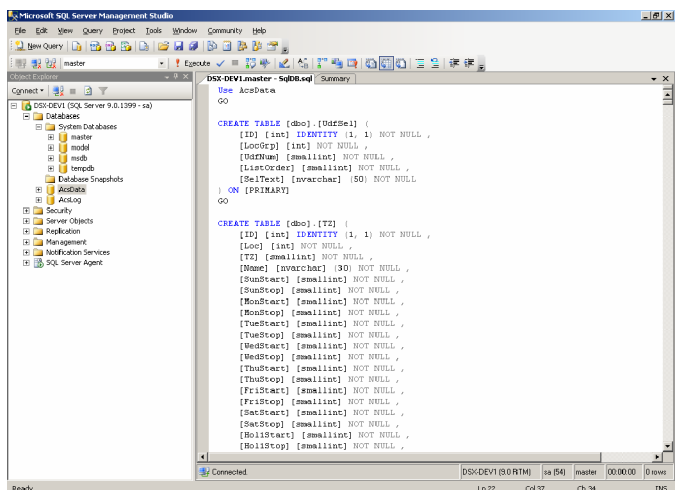 Microsoft SQL Server Management Studio
File Edit View Query Project Tools Window Community Help
New Query
master
Execute
Object Explorer
Connect
DSX-DEV1 (SQL Server 9.0.1399 - sa)
Databases
System Databases
master
model
msdb
tempdb
Database Snapshots
AcsData
AcsLog
Security
Server Objects
Replication
Management
Notification Services
SQL Server Agent
DSX-DEV1.master - SqlDB.sql Summary
Use AcsData
GO
CREATE TABLE [dbo].[UdfSel] (
[ID] [int] IDENTITY (1, 1) NOT NULL ,
[LocGrp] [int] NOT NULL ,
[UdfNum] [smallint] NOT NULL ,
[ListOrder] [smallint] NOT NULL ,
[SelText] [nvarchar] (50) NOT NULL
) ON [PRIMARY]
GO
CREATE TABLE [dbo].[TZ] (
[ID] [int] IDENTITY (1, 1) NOT NULL ,
[Loc] [int] NOT NULL ,
[TZ] [smallint] NOT NULL ,
[Name] [nvarchar] (30) NOT NULL ,
[SunStart] [smallint] NOT NULL ,
[SunStop] [smallint] NOT NULL ,
[MonStart] [smallint] NOT NULL ,
[MonStop] [smallint] NOT NULL ,
[TueStart] [smallint] NOT NULL ,
[TueStop] [smallint] NOT NULL ,
[WedStart] [smallint] NOT NULL ,
[WedStop] [smallint] NOT NULL ,
[ThuStart] [smallint] NOT NULL ,
[ThuStop] [smallint] NOT NULL ,
[FriStart] [smallint] NOT NULL ,
[FriStop] [smallint] NOT NULL ,
[SatStart] [smallint] NOT NULL ,
[SatStop] [smallint] NOT NULL ,
[Hol1Start] [smallint] NOT NULL ,
[Hol1Stop] [smallint] NOT NULL ,
Connected. DSX-DEV1 (9.0 RTM) sa (54) master 00:00:00 0 rows
Ready Ln 22 Col 37 Ch 34 INS